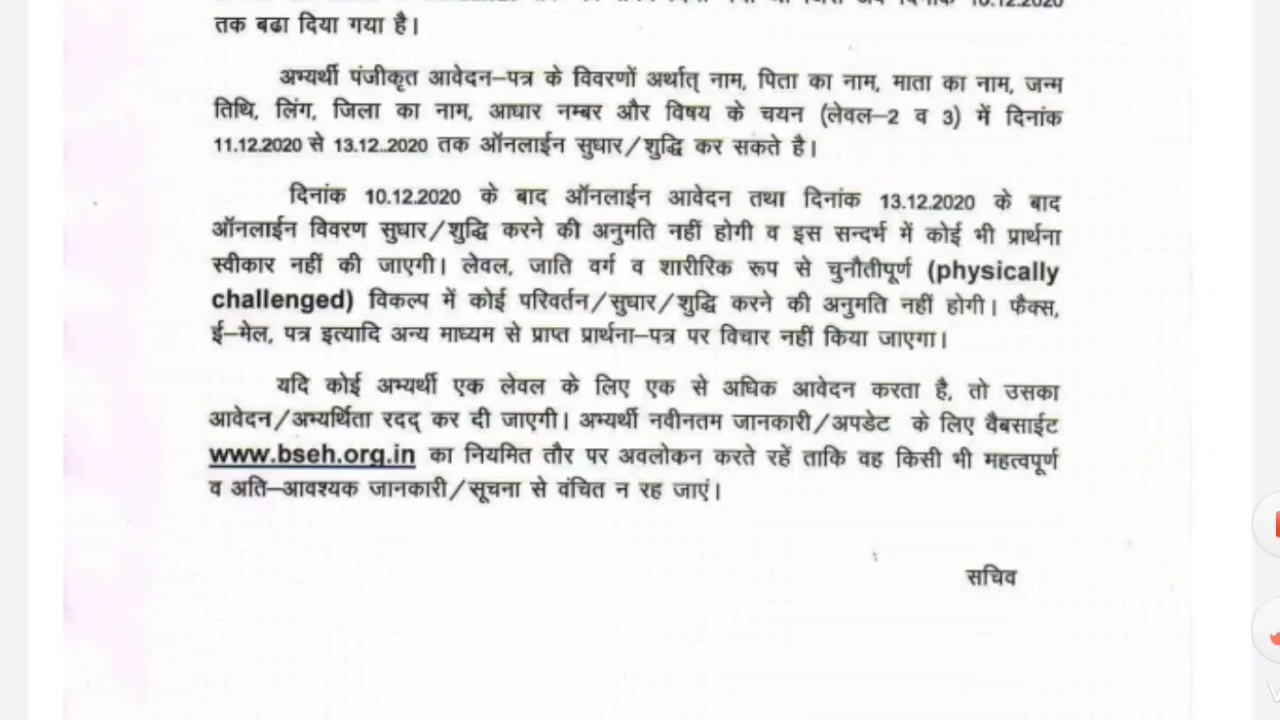 10.12.2020
तक बढा दिया गया है।
अभ्यर्थी पंजीकृत आवेदन–पत्र के विवरणों अर्थात् नाम, पिता का नाम, माता का नाम, जन्म
तिथि, लिंग, जिला का नाम, आधार नम्बर और विषय के चयन (लेवल–2 व 3) में दिनांक
11.12.2020 से 13.12..2020 तक ऑनलाईन सुधार/शुद्धि कर सकते है।
दिनांक 10.12.2020 के बाद ऑनलाईन आवेदन तथा दिनांक 13.12.2020 के बाद
ऑनलाईन विवरण सुधार/शुद्धि करने की अनुमति नहीं होगी व इस सन्दर्भ में कोई भी प्रार्थना
स्वीकार नहीं की जाएगी। लेवल, जाति वर्ग व शारीरिक रूप से चुनौतीपूर्ण (physically
challenged) विकल्प में कोई परिवर्तन/सुधार/शुद्धि करने की अनुमति नहीं होगी। फैक्स,
ई–मेल, पत्र इत्यादि अन्य माध्यम से प्राप्त प्रार्थना–पत्र पर विचार नहीं किया जाएगा।
यदि कोई अभ्यर्थी एक लेवल के लिए एक से अधिक आवेदन करता है, तो उसका
आवेदन/अभ्यर्थिता रदद् कर दी जाएगी। अभ्यर्थी नवीनतम जानकारी/अपडेट के लिए वैबसाईट
www.bseh.org.in का नियमित तौर पर अवलोकन करते रहें ताकि वह किसी भी महत्वपूर्ण
व अति–आवश्यक जानकारी/सूचना से वंचित न रह जाएं।
सचिव